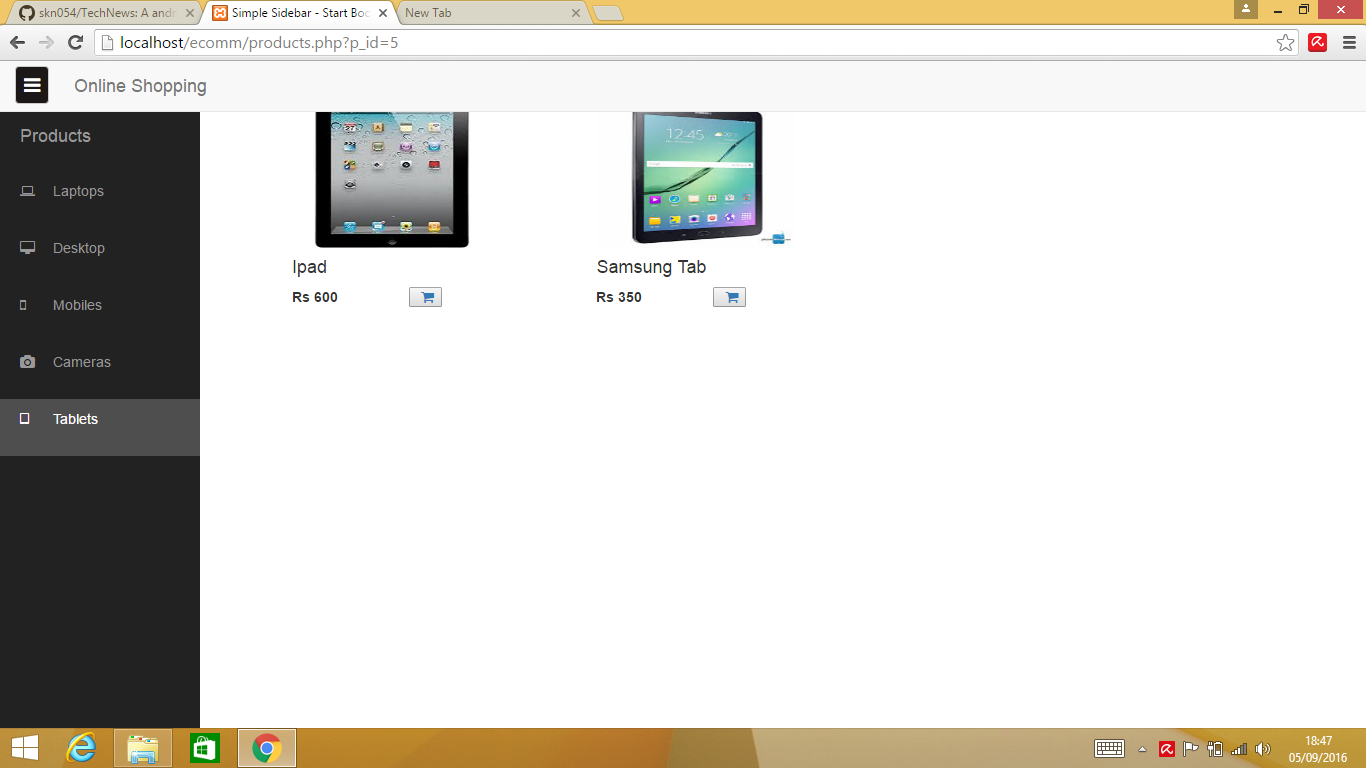 skn054/TechNews: A andr
Simple Sidebar - Start Boo
New Tab
localhost/ecomm/products.php?p_id=5
Online Shopping
Products
Laptops
Desktop
Mobiles
Cameras
Tablets
27
12:45
Ipad
Samsung Tab
Rs 600
Rs 350
18:47
05/09/2016